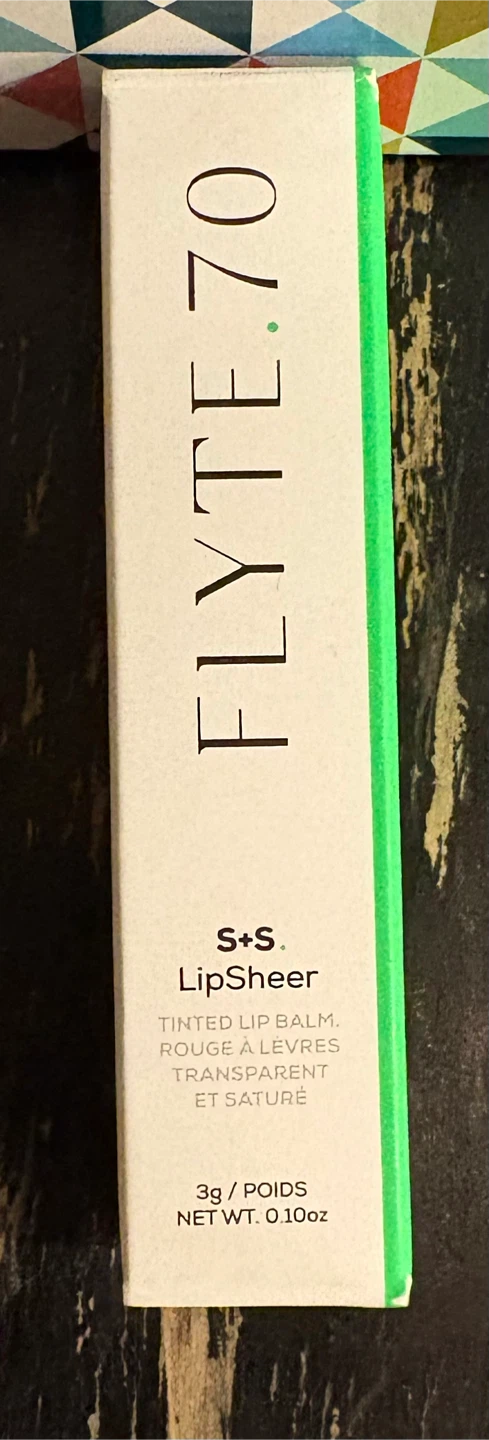 FLYTE.70
S+S.
LipSheer
TINTED LIP BALM.
ROUGE À LÈVRES
TRANSPARENT
ET SATURÉ
3g / POIDS
NET WT. 0.10oz